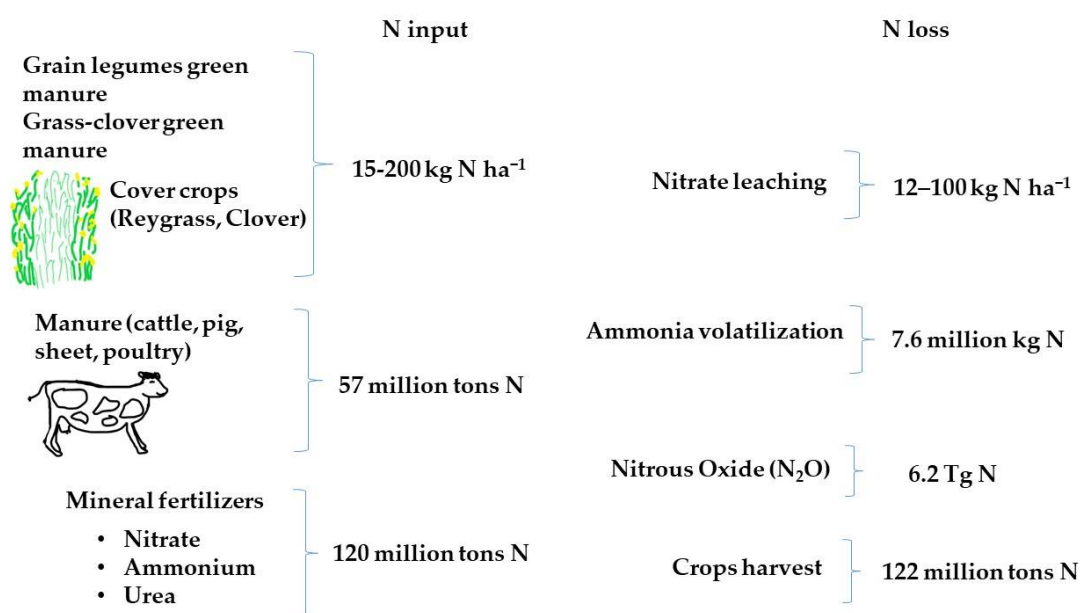 N input
N loss
Grain legumes green
manure
Grass-clover green
manure
Cover crops
(Reygrass, Clover)
15-200 kg N ha⁻¹
Nitrate leaching
12–100 kg N ha⁻¹
Manure (cattle, pig,
sheet, poultry)
57 million tons N
Ammonia volatilization
7.6 million kg N
Nitrous Oxide (N₂O)
6.2 Tg N
Mineral fertilizers
• Nitrate
• Ammonium
• Urea
120 million tons N
Crops harvest
122 million tons N